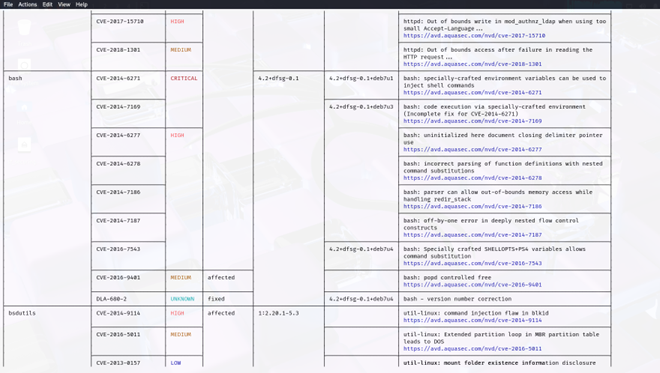 File Actions Edit View Help
CVE-2017-15710 HIGH httpd: Out of bounds write in mod_authnz_ldap when using too
small Accept-Language...
https://avd.aquasec.com/nvd/cve-2017-15710
CVE-2018-1301 MEDIUM httpd: Out of bounds access after failure in reading the
HTTP request...
https://avd.aquasec.com/nvd/cve-2018-1301
bash CVE-2014-6271 CRITICAL 4.2+dfsg-0.1 4.2+dfsg-0.1+deb7u1 bash: specially-crafted environment variables can be used to
inject shell commands
https://avd.aquasec.com/nvd/cve-2014-6271
CVE-2014-7169 4.2+dfsg-0.1+deb7u3 bash: code execution via specially-crafted environment
(Incomplete fix for CVE-2014-6271)
https://avd.aquasec.com/nvd/cve-2014-7169
CVE-2014-6277 HIGH bash: uninitialized here document closing delimiter pointer
use
https://avd.aquasec.com/nvd/cve-2014-6277
CVE-2014-6278 bash: incorrect parsing of function definitions with nested
command substitutions
https://avd.aquasec.com/nvd/cve-2014-6278
CVE-2014-7186 bash: parser can allow out-of-bounds memory access while
handling redir_stack
https://avd.aquasec.com/nvd/cve-2014-7186
CVE-2014-7187 bash: off-by-one error in deeply nested flow control
constructs
https://avd.aquasec.com/nvd/cve-2014-7187
CVE-2016-7543 4.2+dfsg-0.1+deb7u4 bash: Specially crafted SHELLOPTS+PS4 variables allows
command substitution
https://avd.aquasec.com/nvd/cve-2016-7543
CVE-2016-9401 MEDIUM affected bash: popd controlled free
https://avd.aquasec.com/nvd/cve-2016-9401
DLA-680-2 UNKNOWN fixed 4.2+dfsg-0.1+deb7u4 bash - version number correction
bsdutils CVE-2014-9114 HIGH affected 1:2.20.1-5.3 util-linux: command injection flaw in blkid
https://avd.aquasec.com/nvd/cve-2014-9114
CVE-2016-5011 MEDIUM util-linux: Extended partition loop in MBR partition table
leads to DOS
https://avd.aquasec.com/nvd/cve-2016-5011
CVE-2013-0157 LOW util-linux: mount folder existence information disclosure